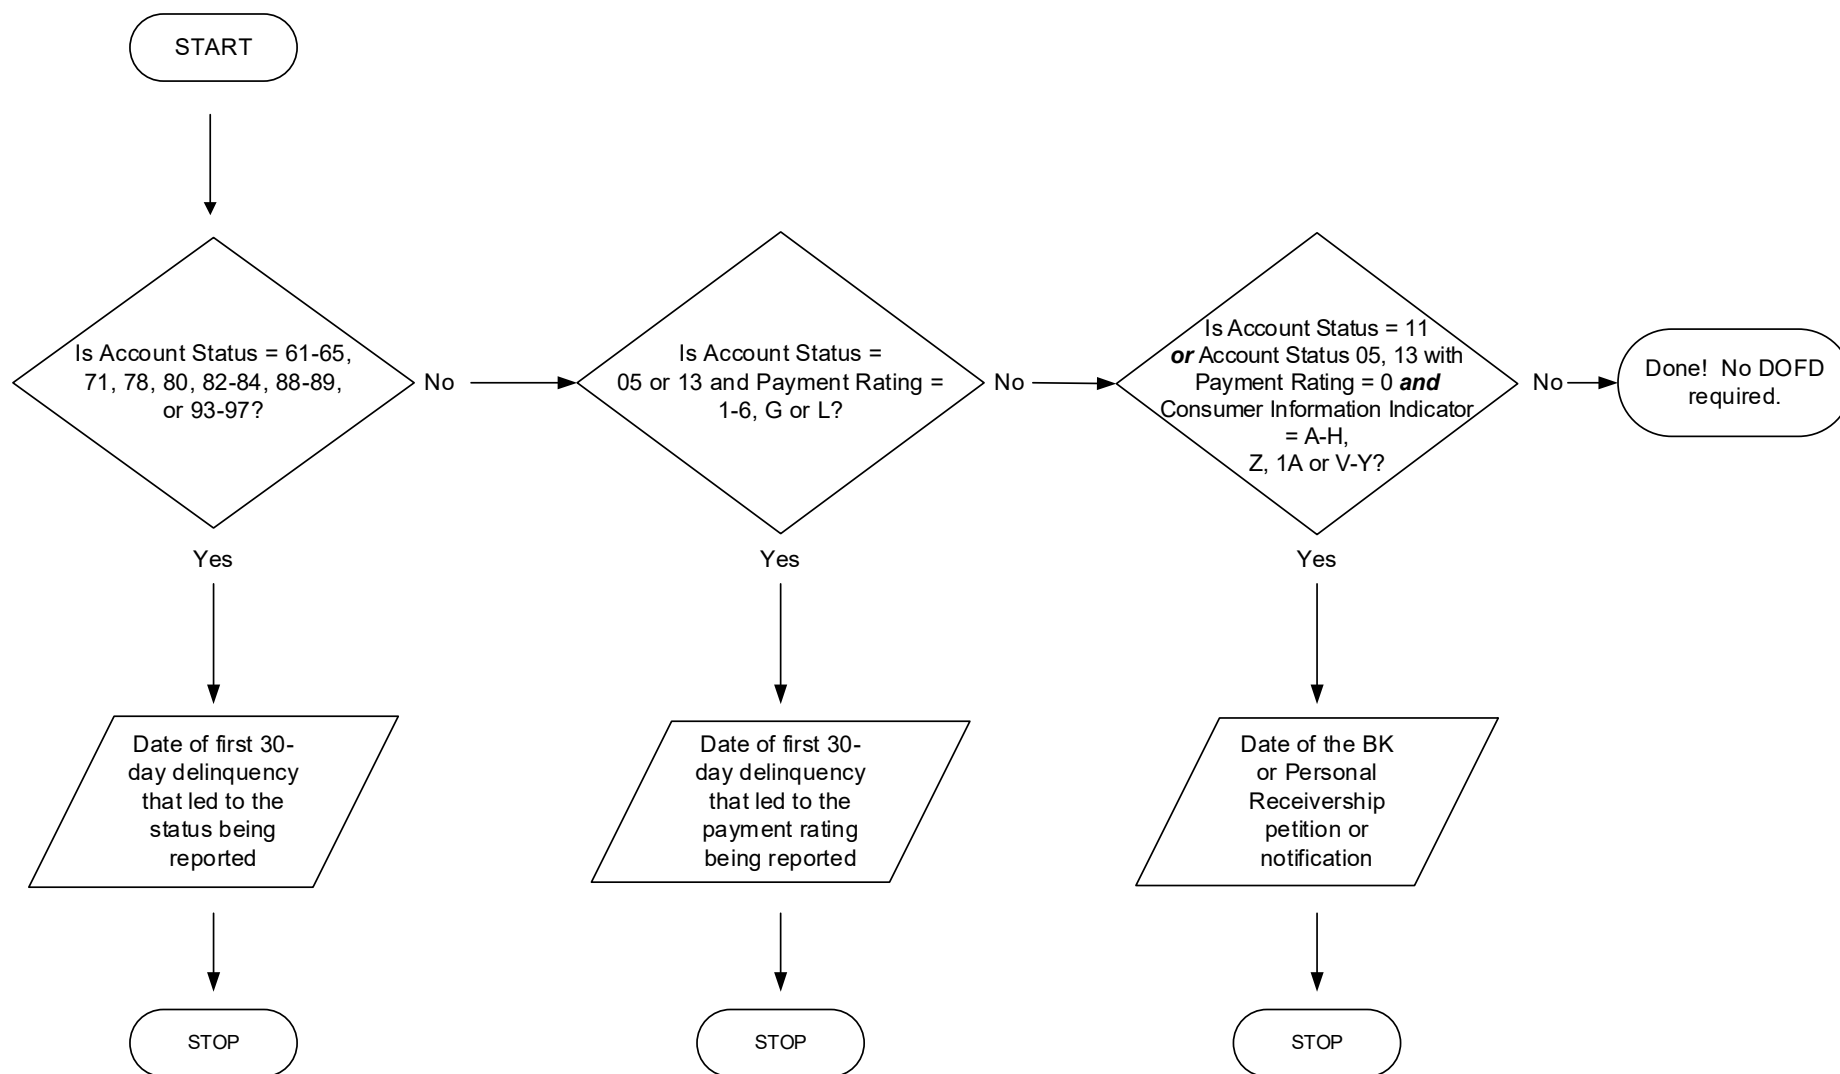 START
Is Account Status = 61-65,
71, 78, 80, 82-84, 88-89,
or 93-97?
No
Is Account Status =
05 or 13 and Payment Rating =
1-6, G or L?
No
Is Account Status = 11
or Account Status 05, 13 with
Payment Rating = 0 and
Consumer Information Indicator
= A-H,
Z, 1A or V-Y?
No
Done!  No DOFD
required.
Yes
Yes
Yes
Date of first 30-
day delinquency
that led to the
status being
reported
Date of first 30-
day delinquency
that led to the
payment rating
being reported
Date of the BK
or Personal
Receivership
petition or
notification
STOP
STOP
STOP